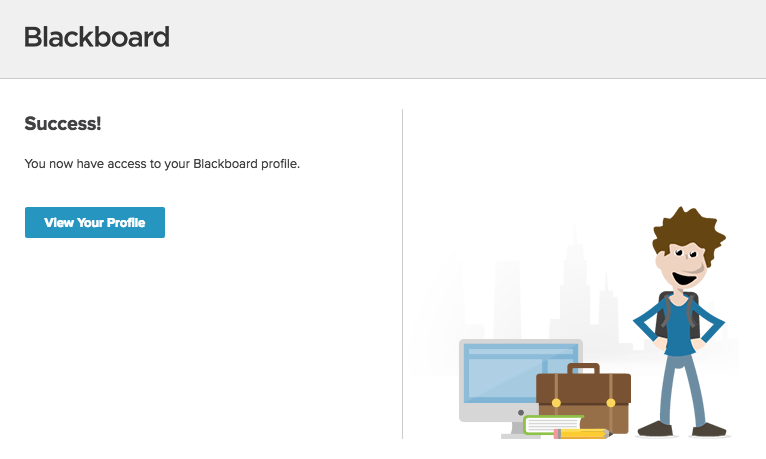 Blackboard
Success!
You now have access to your Blackboard profile.
View Your Profile